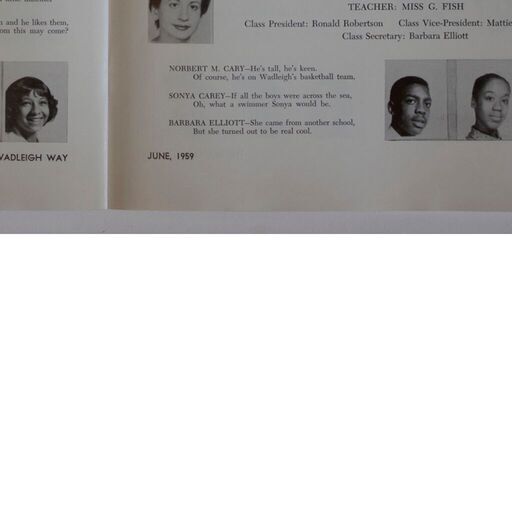 n and he likes them,
om this may come?
WADLEIGH WAY
TEACHER: MISS G. FISH
Class President: Ronald Robertson Class Vice-President: Mattie
Class Secretary: Barbara Elliott
NORBERT M. CARY—He's tall, he's keen.
Of course, he's on Wadleigh's basketball team,
SONYA CAREY—If all the boys were across the sea,
Oh, what a swimmer Sonya would be.
BARBARA ELLIOTT—She came from another school,
But she turned out to be real cool.
JUNE, 1959